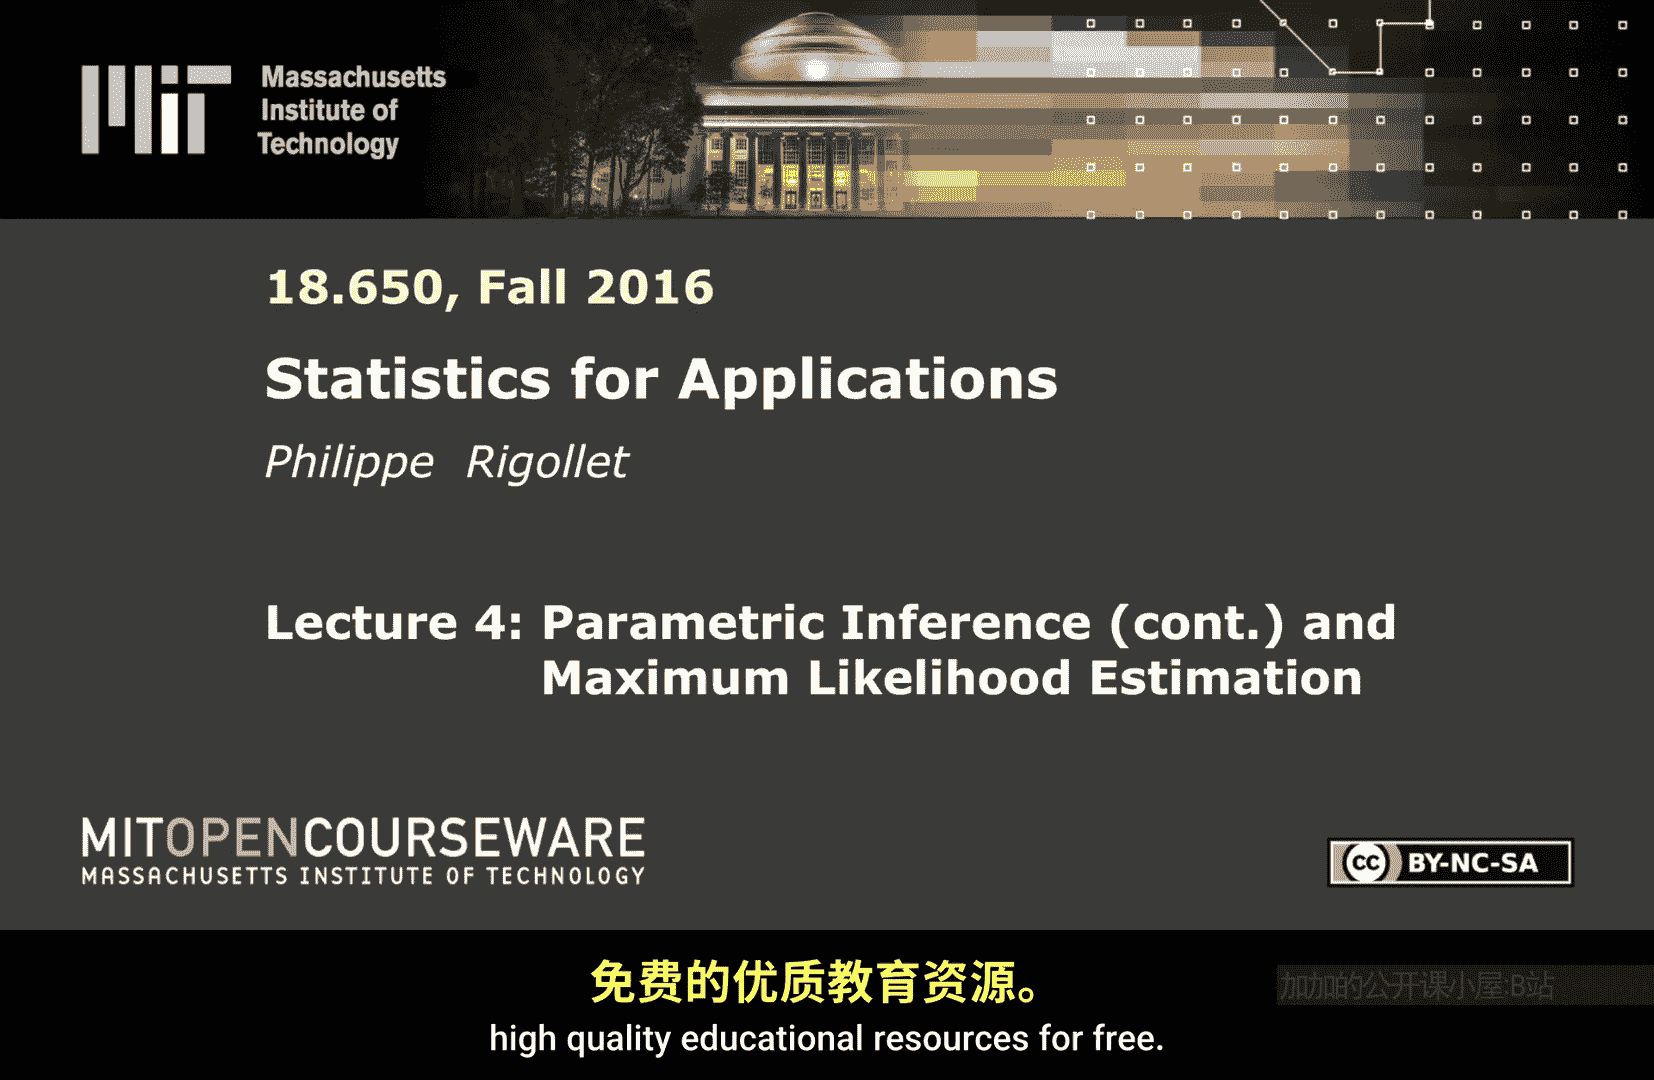 Massachusetts
Institute of
Technology
18.650, Fall 2016
Statistics for Applications
Philippe Rigollet
Lecture 4: Parametric Inference (cont.) and
Maximum Likelihood Estimation
MITOPENCOURSEWARE
MASSACHUSETTS INSTITUTE OF TECHNOLOGY
cc BY-NC-SA
免费的优质教育资源。
加加的公开课小屋:B站
high quality educational resources for free.